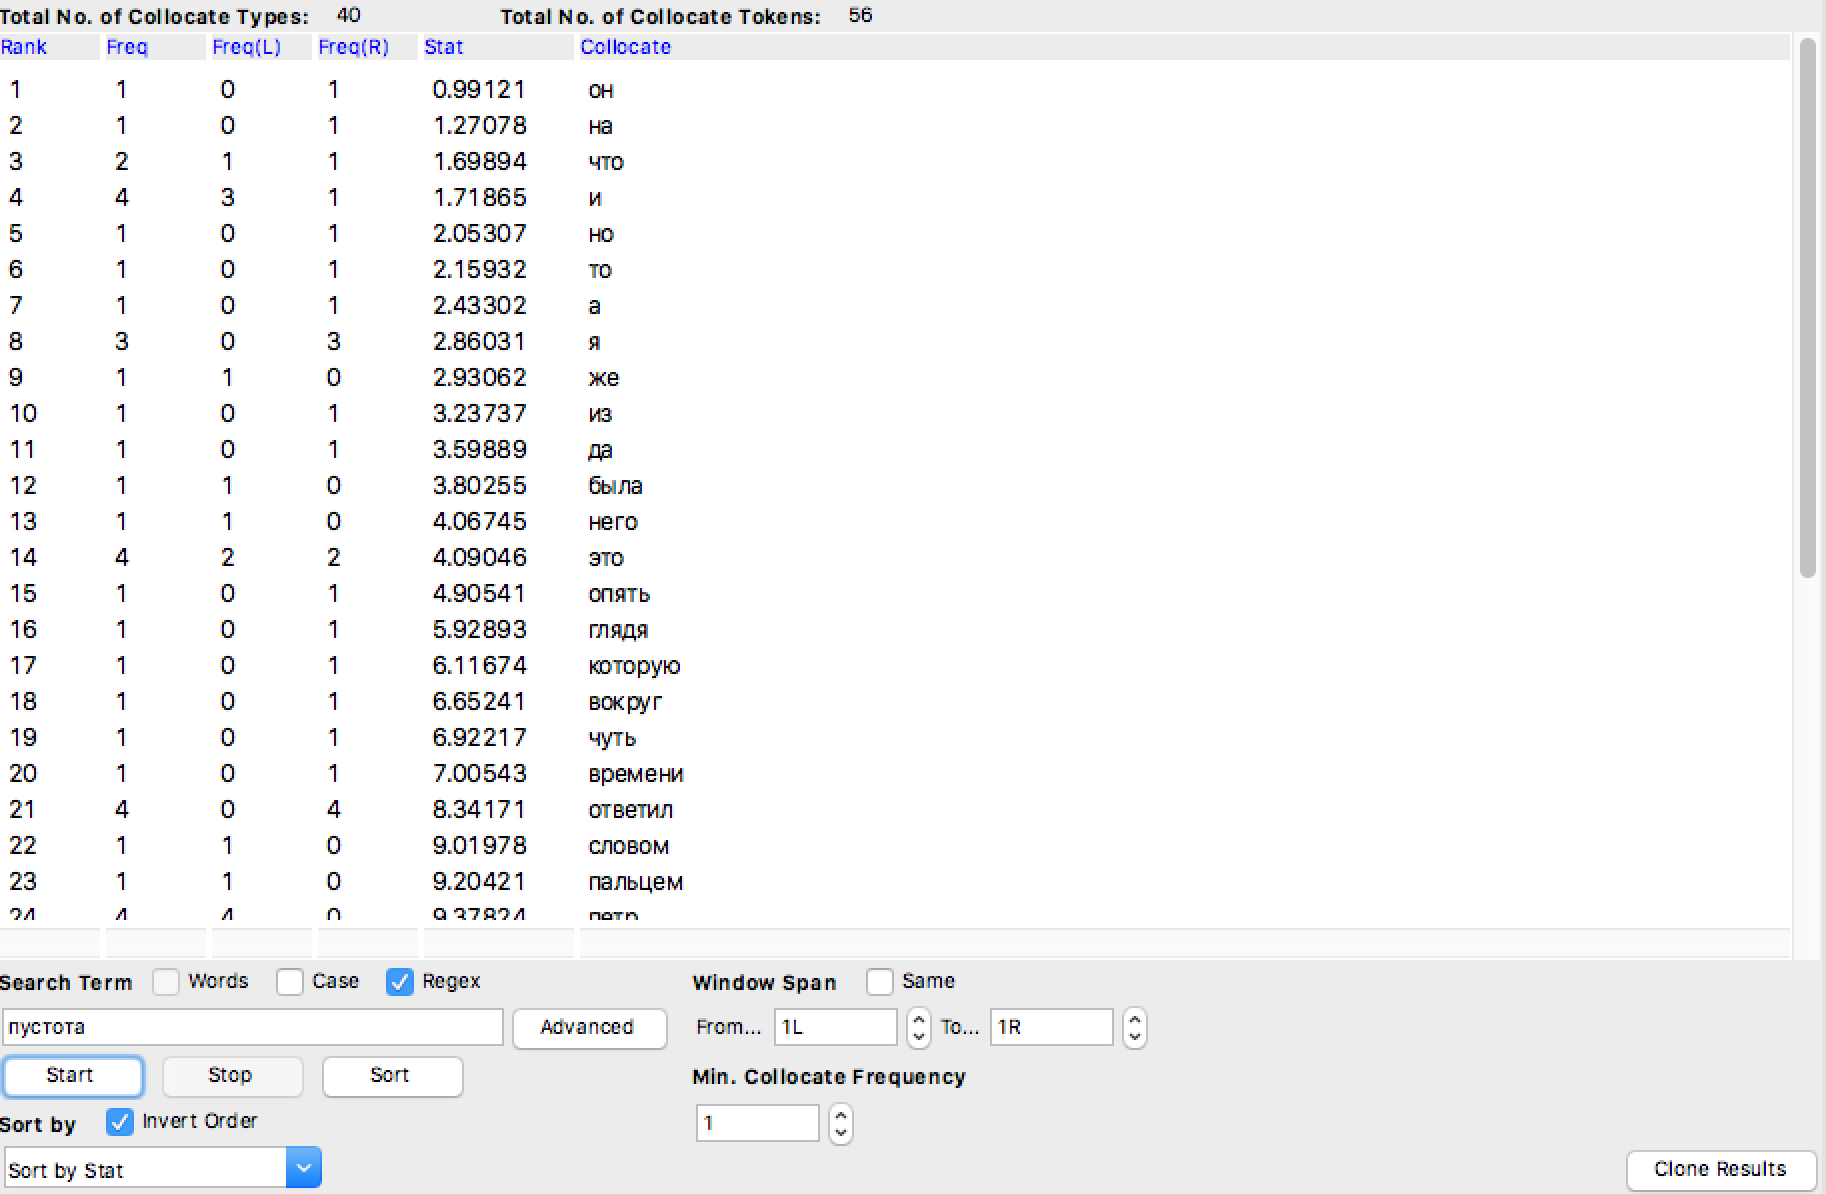 Total No. of Collocate Types: 40 Total No. of Collocate Tokens: 56
Rank Freq Freq(L) Freq(R) Stat Collocate
1 1 0 1 0.99121 он
2 1 0 1 1.27078 на
3 2 1 1 1.69894 что
4 4 3 1 1.71865 и
5 1 0 1 2.05307 но
6 1 0 1 2.15932 то
7 1 0 1 2.43302 а
8 3 0 3 2.86031 я
9 1 1 0 2.93062 же
10 1 0 1 3.23737 из
11 1 0 1 3.59889 да
12 1 1 0 3.80255 была
13 1 1 0 4.06745 него
14 4 2 2 4.09046 это
15 1 0 1 4.90541 опять
16 1 0 1 5.92893 глядя
17 1 0 1 6.11674 которую
18 1 0 1 6.65241 вокруг
19 1 0 1 6.92217 чуть
20 1 0 1 7.00543 времени
21 4 0 4 8.34171 ответил
22 1 1 0 9.01978 словом
23 1 1 0 9.20421 пальцем
24 4 4 0 9.37824 петр
Search Term Words Case Regex Window Span Same
пустота Advanced From... 1L To... 1R
Start Stop Sort Min. Collocate Frequency
Sort by Invert Order 1
Sort by Stat Clone Results